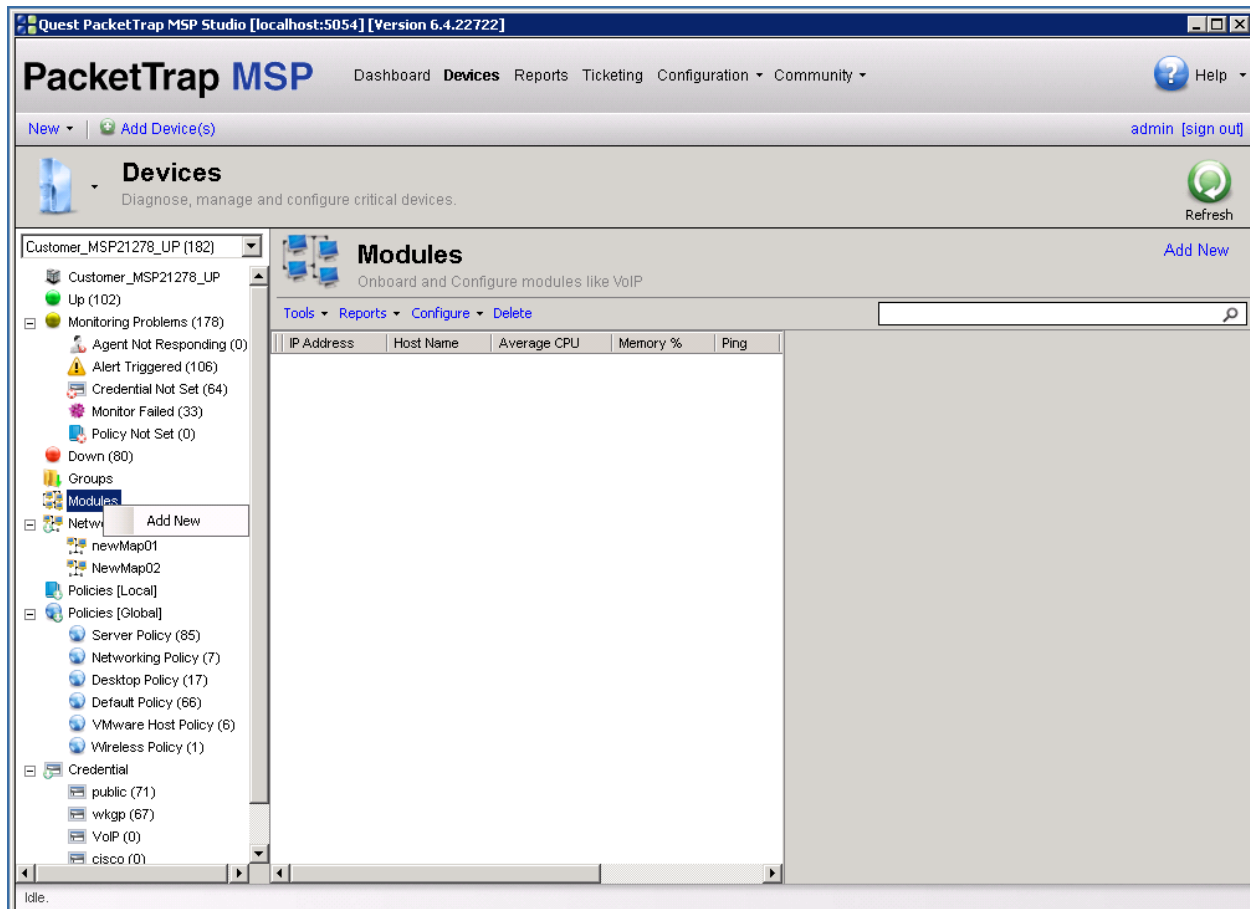 Quest PacketTrap MSP Studio [localhost:5054] [Version 6.4.22722]
PacketTrap MSP
Dashboard Devices Reports Ticketing Configuration Community
Help
New Add Device(s)
admin [sign out]
Devices
Diagnose, manage and configure critical devices.
Refresh
Customer_MSP21278_UP (182)
Customer_MSP21278_UP
Up (102)
Monitoring Problems (178)
Agent Not Responding (0)
Alert Triggered (106)
Credential Not Set (64)
Monitor Failed (33)
Policy Not Set (0)
Down (80)
Groups
Modules
Add New
newMap01
NewMap02
Policies [Local]
Policies [Global]
Server Policy (85)
Networking Policy (7)
Desktop Policy (17)
Default Policy (66)
VMware Host Policy (6)
Wireless Policy (1)
Credential
public (71)
wkgp (67)
VoIP (0)
cisco (0)
Modules
Onboard and Configure modules like VoIP
Add New
Tools Reports Configure Delete
IP Address Host Name Average CPU Memory % Ping
Idle.